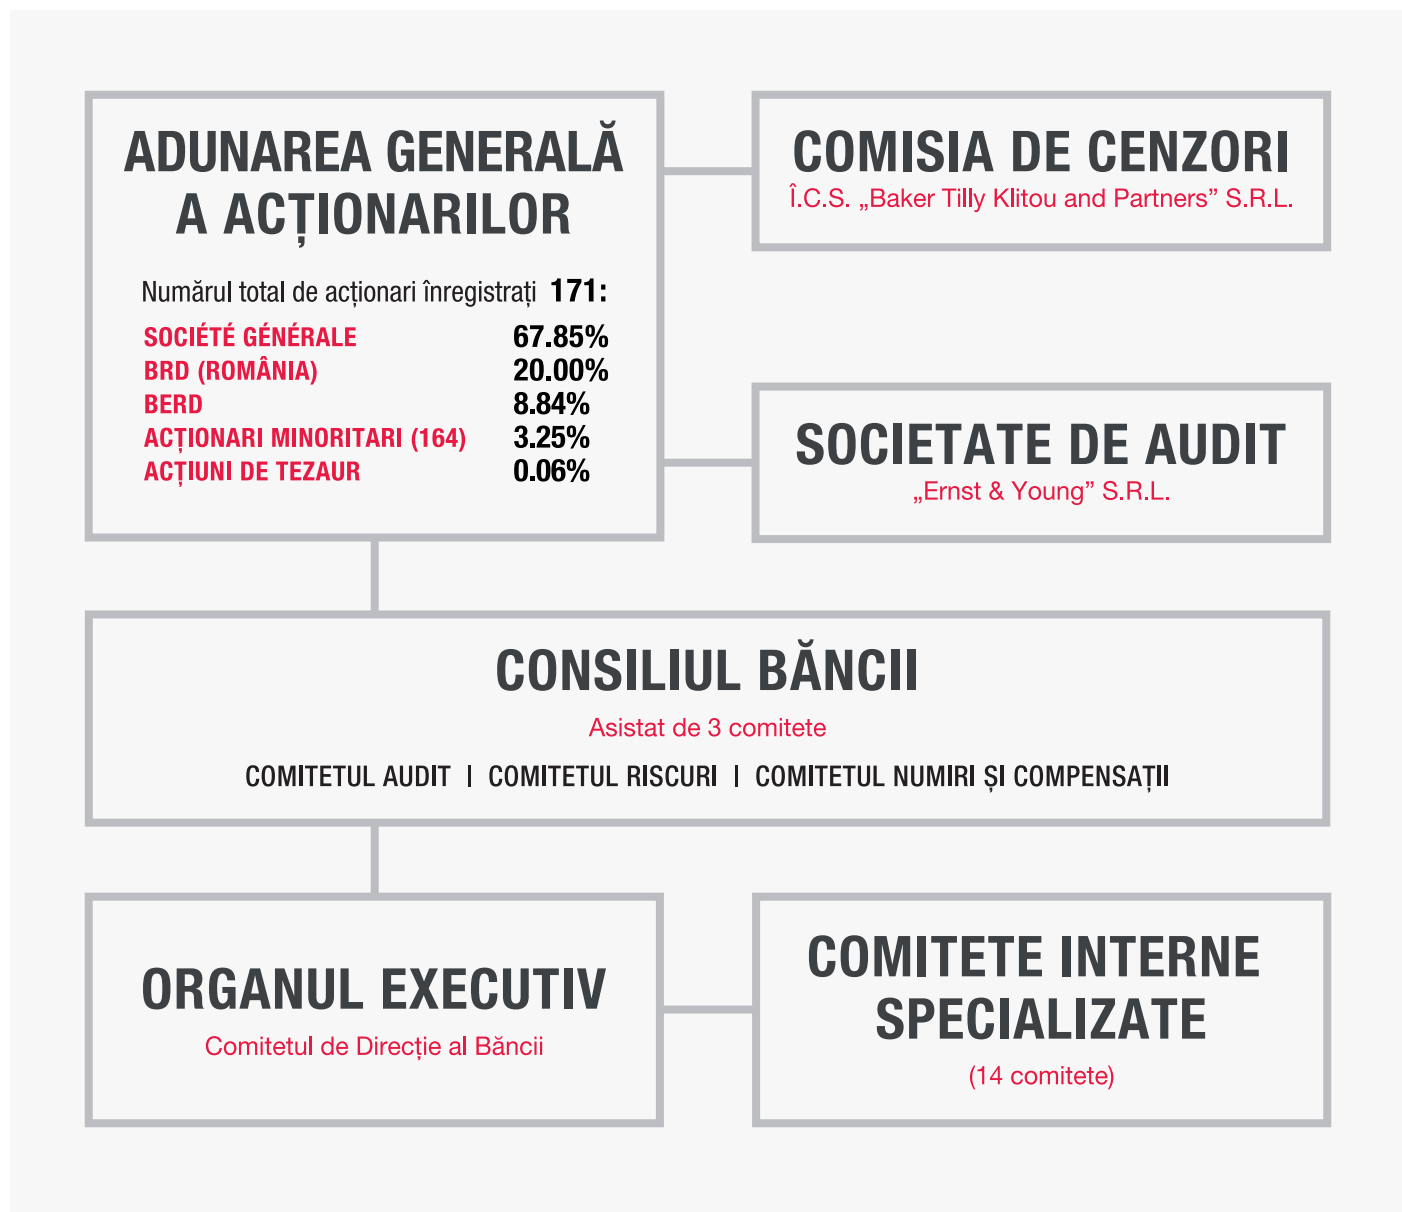 ADUNAREA GENERALĂ
A ACȚIONARILOR
Numărul total de acționari înregistrați 171:
SOCIÉTÉ GÉNÉRALE 67.85%
BRD (ROMÂNIA) 20.00%
BERD 8.84%
ACȚIONARI MINORITARI (164) 3.25%
ACȚIUNI DE TEZAUR 0.06%
COMISIA DE CENZORI
Î.C.S. „Baker Tilly Klitou and Partners” S.R.L.
SOCIETATE DE AUDIT
„Ernst & Young” S.R.L.
CONSILIUL BĂNCII
Asistat de 3 comitete
COMITETUL AUDIT | COMITETUL RISCURI | COMITETUL NUMIRI ȘI COMPENSAȚII
ORGANUL EXECUTIV
Comitetul de Direcție al Băncii
COMITETE INTERNE
SPECIALIZATE
(14 comitete)